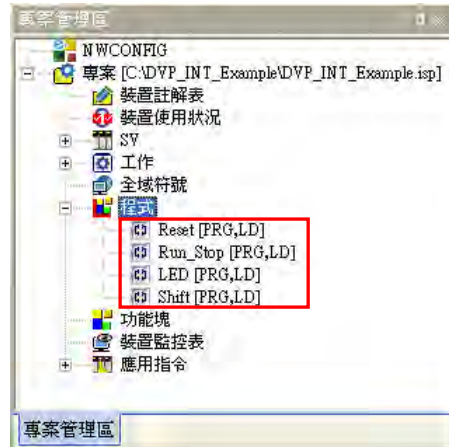 專案管理區
NWCONFIG
專案 [C:\DVP_INT_Example\DVP_INT_Example.isp]
裝置註解表
裝置使用狀況
SV
工作
全域符號
程式
Reset [PRG,LD]
Run_Stop [PRG,LD]
LED [PRG,LD]
Shift [PRG,LD]
功能塊
裝置監控表
應用指令
專案管理區